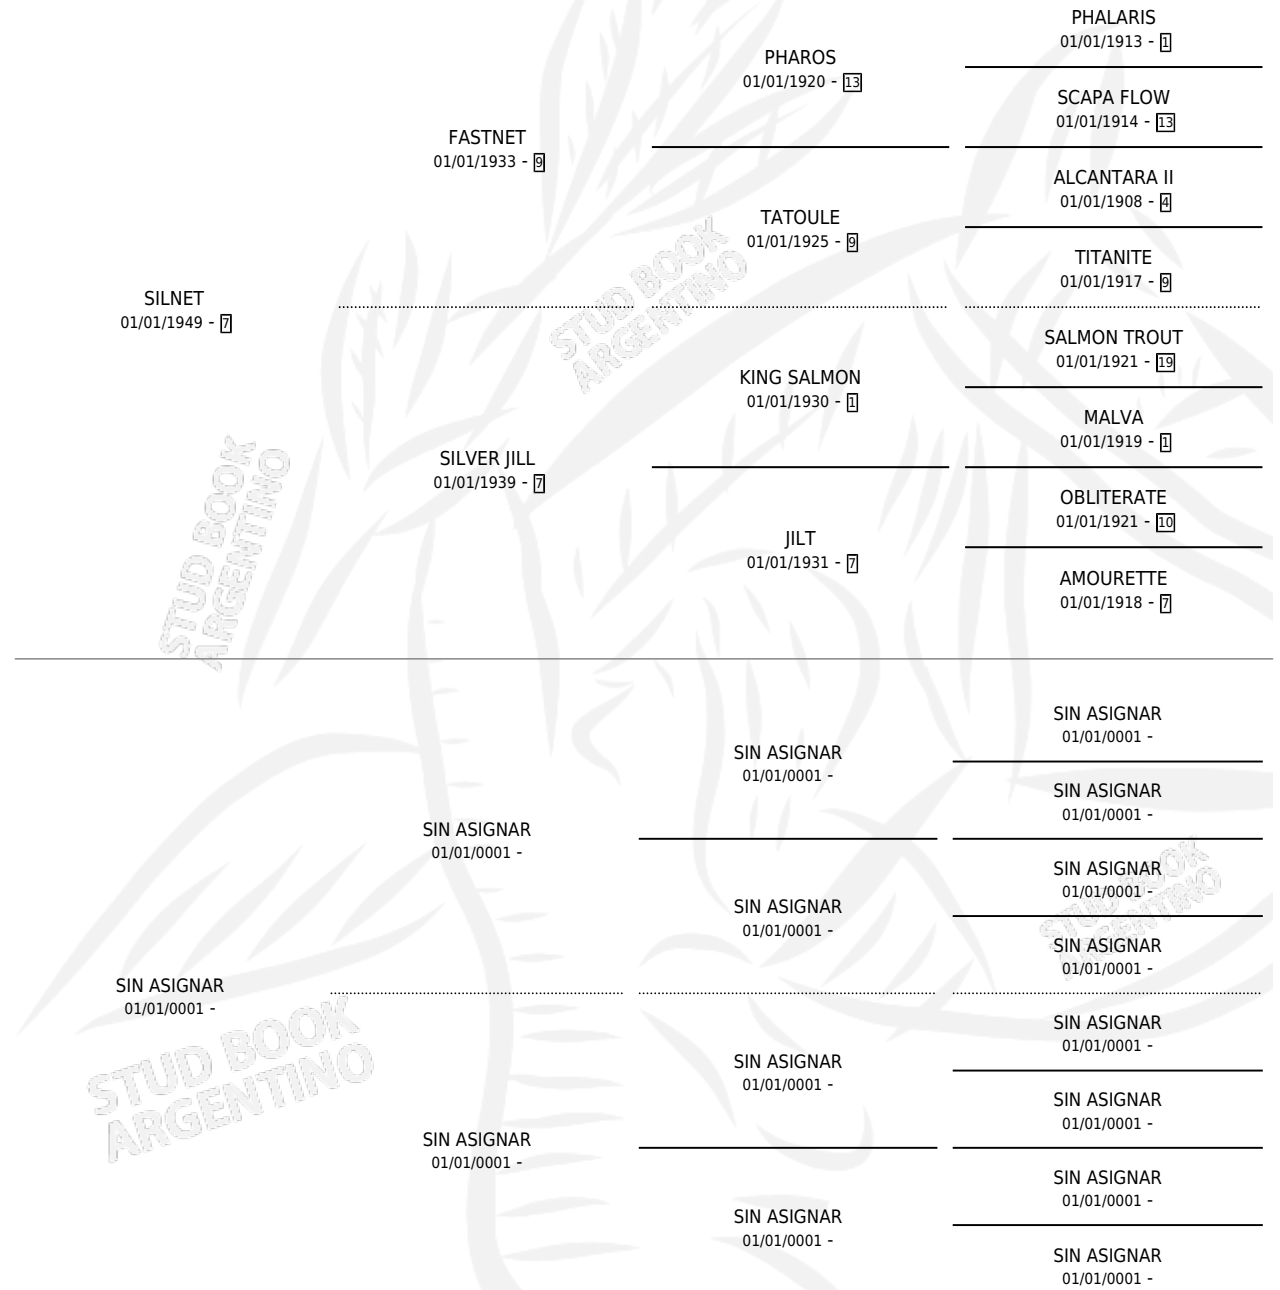 PHALARIS
01/01/1913 - 1
PHAROS
01/01/1920 - 13
SCAPA FLOW
01/01/1914 - 13
FASTNET
01/01/1933 - 9
ALCANTARA II
01/01/1908 - 4
TATOULE
01/01/1925 - 9
TITANITE
01/01/1917 - 9
SILNET
01/01/1949 - 7
SALMON TROUT
01/01/1921 - 19
KING SALMON
01/01/1930 - 1
MALVA
01/01/1919 - 1
SILVER JILL
01/01/1939 - 7
OBLITERATE
01/01/1921 - 10
JILT
01/01/1931 - 7
AMOURETTE
01/01/1918 - 7
STUD BOOK
ARGENTINO
STUD BOOK
ARGENTINO
SIN ASIGNAR
01/01/0001 -
SIN ASIGNAR
01/01/0001 -
SIN ASIGNAR
01/01/0001 -
SIN ASIGNAR
01/01/0001 -
SIN ASIGNAR
01/01/0001 -
SIN ASIGNAR
01/01/0001 -
SIN ASIGNAR
01/01/0001 -
SIN ASIGNAR
01/01/0001 -
SIN ASIGNAR
01/01/0001 -
SIN ASIGNAR
01/01/0001 -
SIN ASIGNAR
01/01/0001 -
SIN ASIGNAR
01/01/0001 -
SIN ASIGNAR
01/01/0001 -
SIN ASIGNAR
01/01/0001 -
SIN ASIGNAR
01/01/0001 -
STUD BOOK
ARGENTINO
STUD BOOK
ARGENTINO